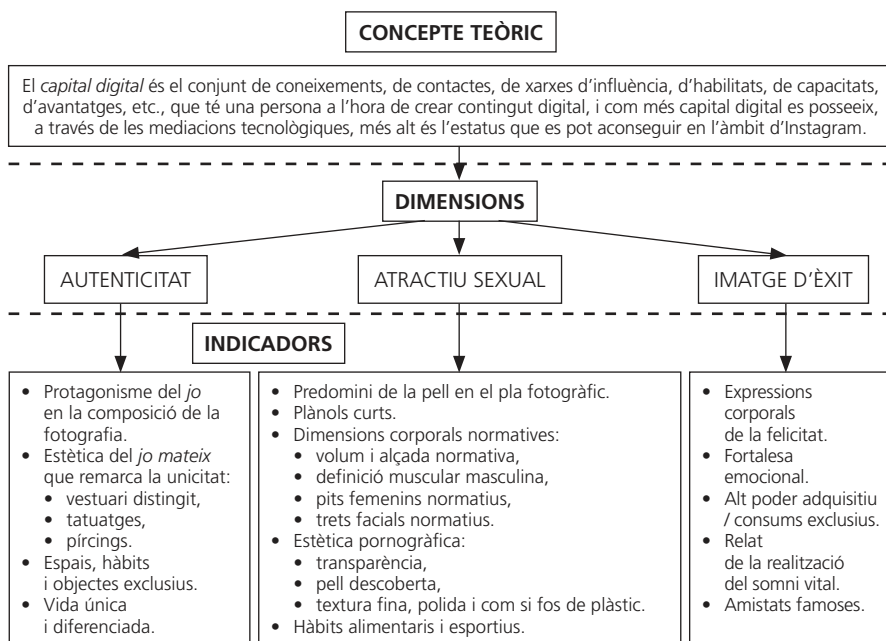 CONCEPTE TEÒRIC
El capital digital és el conjunt de coneixements, de contactes, de xarxes d’influència, d’habilitats, de capacitats,
d’avantatges, etc., que té una persona a l’hora de crear contingut digital, i com més capital digital es posseeix,
a través de les mediacions tecnològiques, més alt és l’estatus que es pot aconseguir en l’àmbit d’Instagram.
DIMENSIONS
AUTENTICITAT
ATRACTIU SEXUAL
IMATGE D’ÈXIT
INDICADORS
• Protagonisme del jo
en la composició de la
fotografia.
• Estètica del jo mateix
que remarca la unicitat:
• vestuari distingit,
• tatuatges,
• pírcings.
• Espais, hàbits
i objectes exclusius.
• Vida única
i diferenciada.
• Predomini de la pell en el pla fotogràfic.
• Plànols curts.
• Dimensions corporals normatives:
• volum i alçada normativa,
• definició muscular masculina,
• pits femenins normatius,
• trets facials normatius.
• Estètica pornogràfica:
• transparència,
• pell descoberta,
• textura fina, polida i com si fos de plàstic.
• Hàbits alimentaris i esportius.
• Expressions
corporals
de la felicitat.
• Fortalesa
emocional.
• Alt poder adquisitiu
/ consums exclusius.
• Relat
de la realització
del somni vital.
• Amistats famoses.